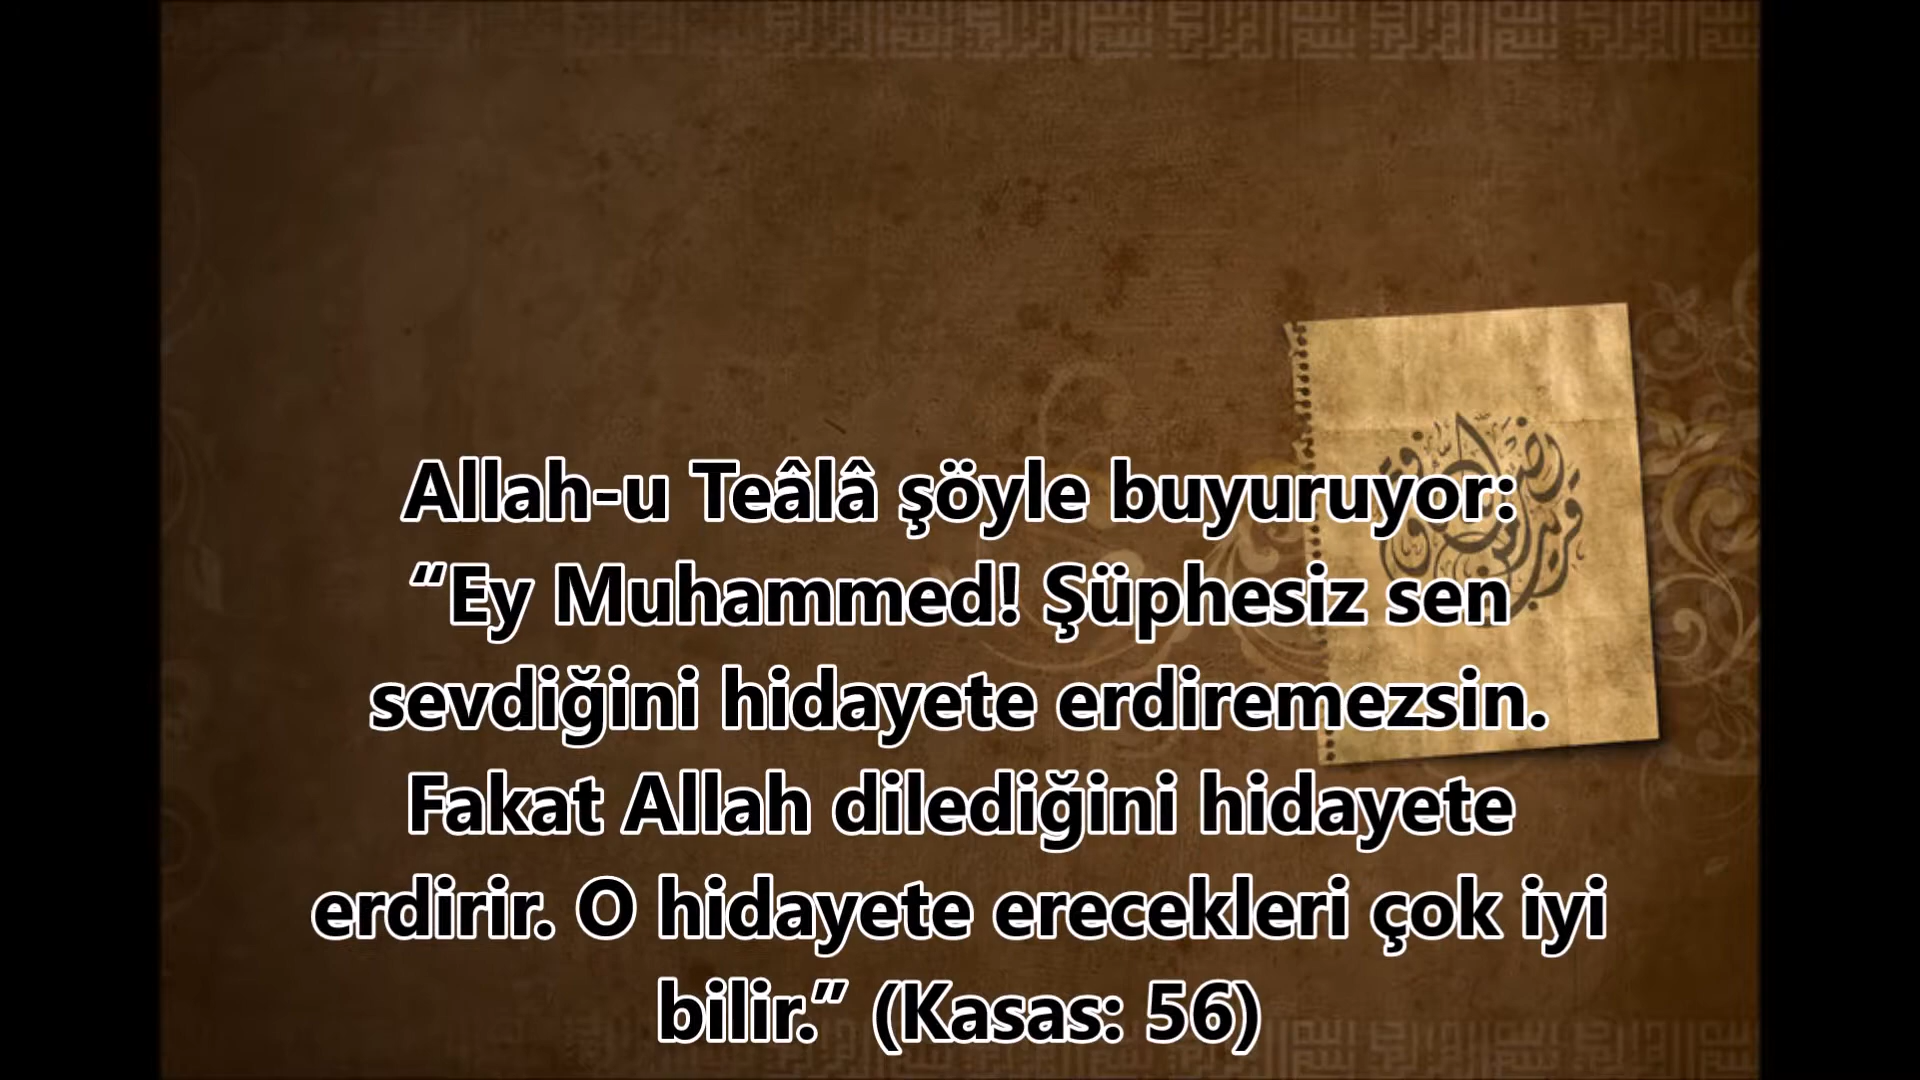 Allah-u Teâlâ şöyle buyuruyor:
“Ey Muhammed! Şüphesiz sen
sevdiğini hidayete erdiremezsin.
Fakat Allah dilediğini hidayete
erdirir. O hidayete erecekleri çok iyi
bilir.” (Kasas: 56)